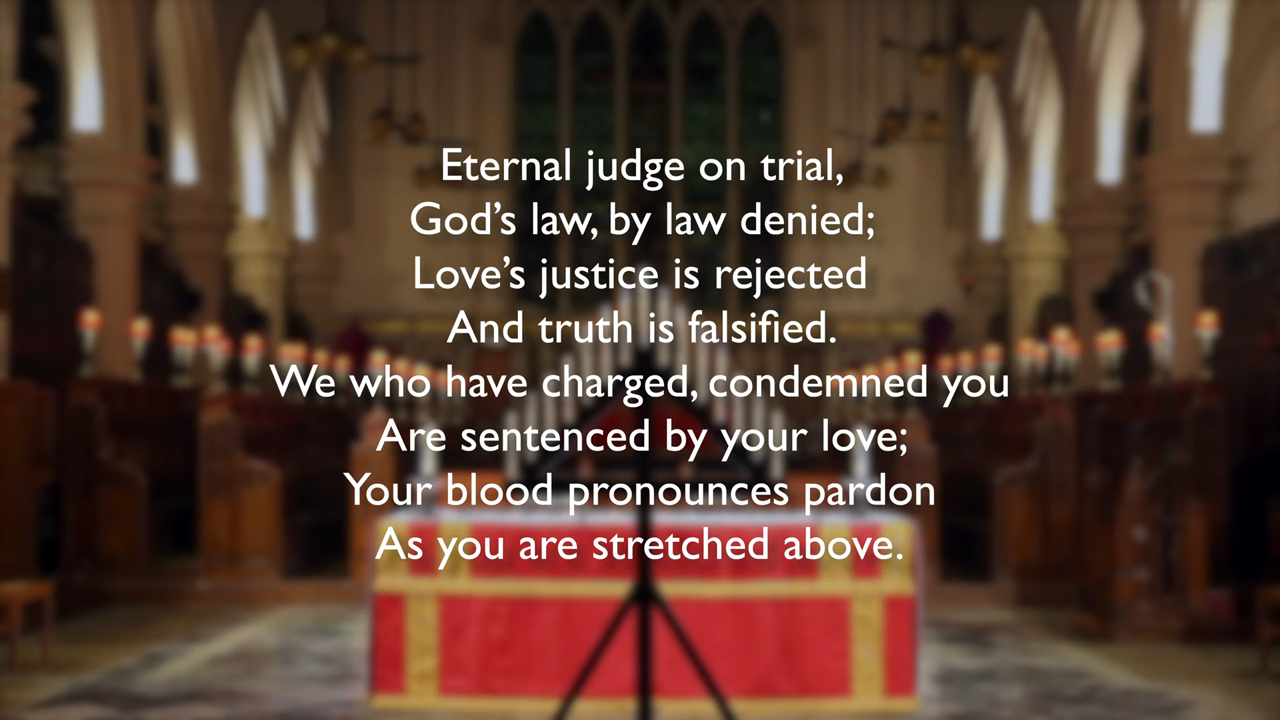 Eternal judge on trial,
God’s law, by law denied;
Love’s justice is rejected
And truth is falsified.
We who have charged, condemned you
Are sentenced by your love;
Your blood pronounces pardon
As you are stretched above.